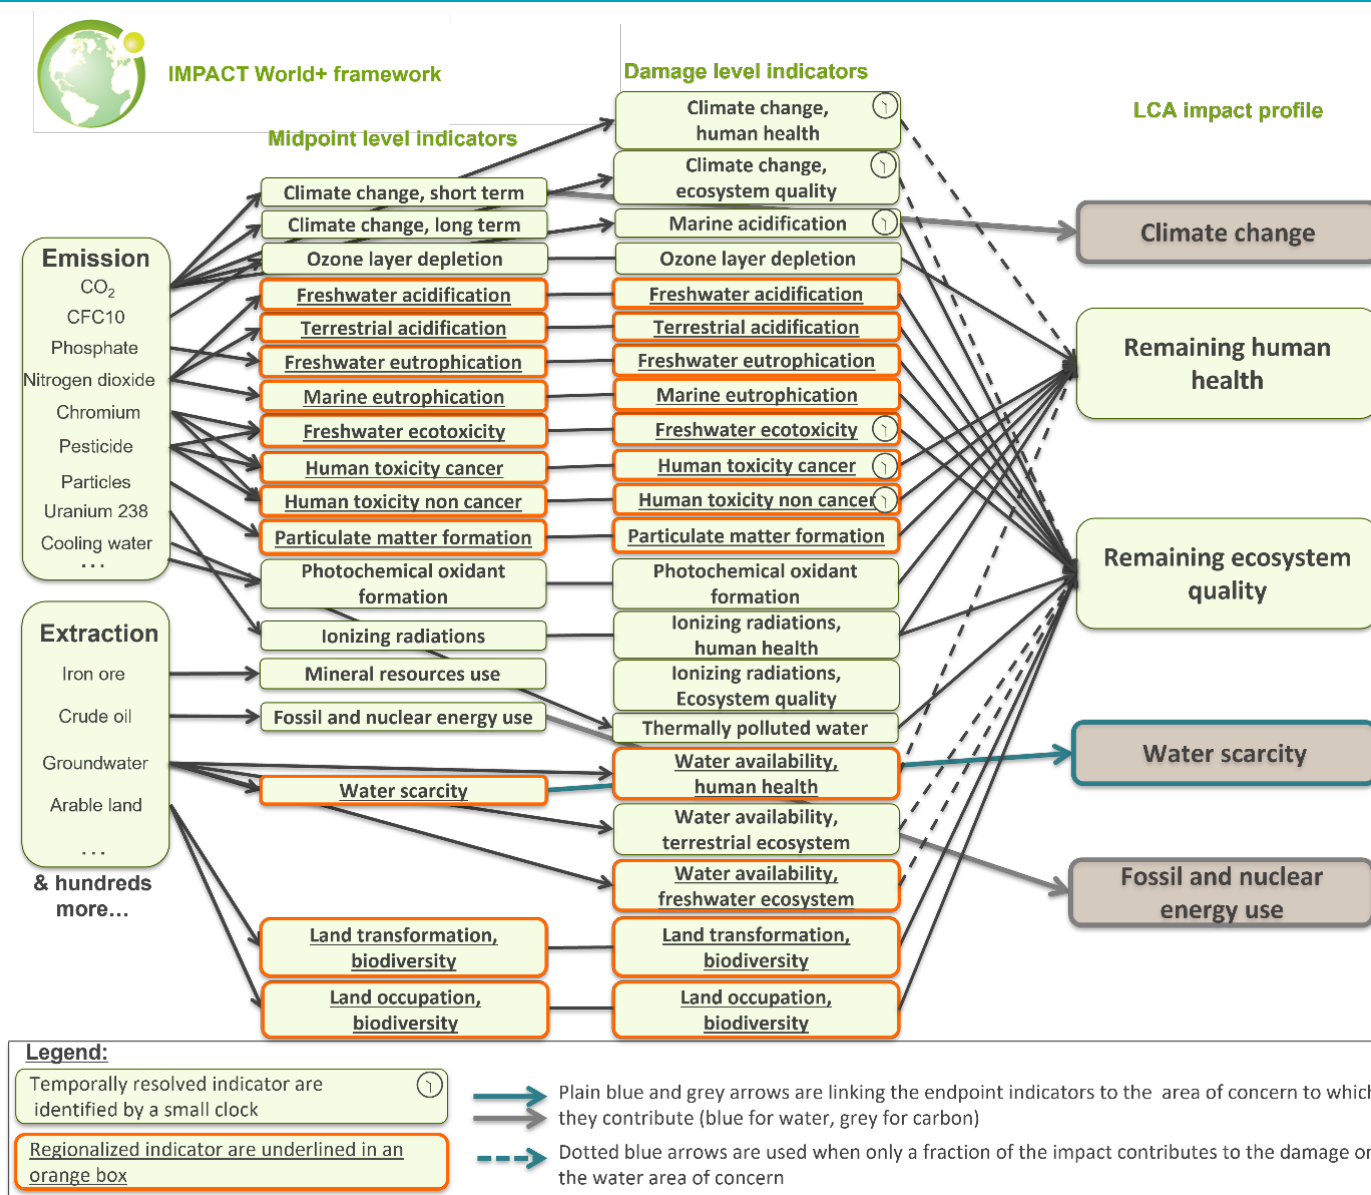 IMPACT World+ framework
Midpoint level indicators
Damage level indicators
LCA impact profile
Emission
CO₂
CFC10
Phosphate
Nitrogen dioxide
Chromium
Pesticide
Particles
Uranium 238
Cooling water
...
Extraction
Iron ore
Crude oil
Groundwater
Arable land
...
& hundreds
more...
Climate change, short term
Climate change, long term
Ozone layer depletion
Freshwater acidification
Terrestrial acidification
Freshwater eutrophication
Marine eutrophication
Freshwater ecotoxicity
Human toxicity cancer
Human toxicity non cancer
Particulate matter formation
Photochemical oxidant
formation
Ionizing radiations
Mineral resources use
Fossil and nuclear energy use
Water scarcity
Land transformation,
biodiversity
Land occupation,
biodiversity
Climate change,
human health
Climate change,
ecosystem quality
Marine acidification
Ozone layer depletion
Freshwater acidification
Terrestrial acidification
Freshwater eutrophication
Marine eutrophication
Freshwater ecotoxicity
Human toxicity cancer
Human toxicity non cancer
Particulate matter formation
Photochemical oxidant
formation
Ionizing radiations,
human health
Ionizing radiations,
Ecosystem quality
Thermally polluted water
Water availability,
human health
Water availability,
terrestrial ecosystem
Water availability,
freshwater ecosystem
Land transformation,
biodiversity
Land occupation,
biodiversity
Climate change
Remaining human
health
Remaining ecosystem
quality
Water scarcity
Fossil and nuclear
energy use
Legend:
Temporally resolved indicator are
identified by a small clock
Regionalized indicator are underlined in an
orange box
Plain blue and grey arrows are linking the endpoint indicators to the area of concern to which
they contribute (blue for water, grey for carbon)
Dotted blue arrows are used when only a fraction of the impact contributes to the damage on
the water area of concern